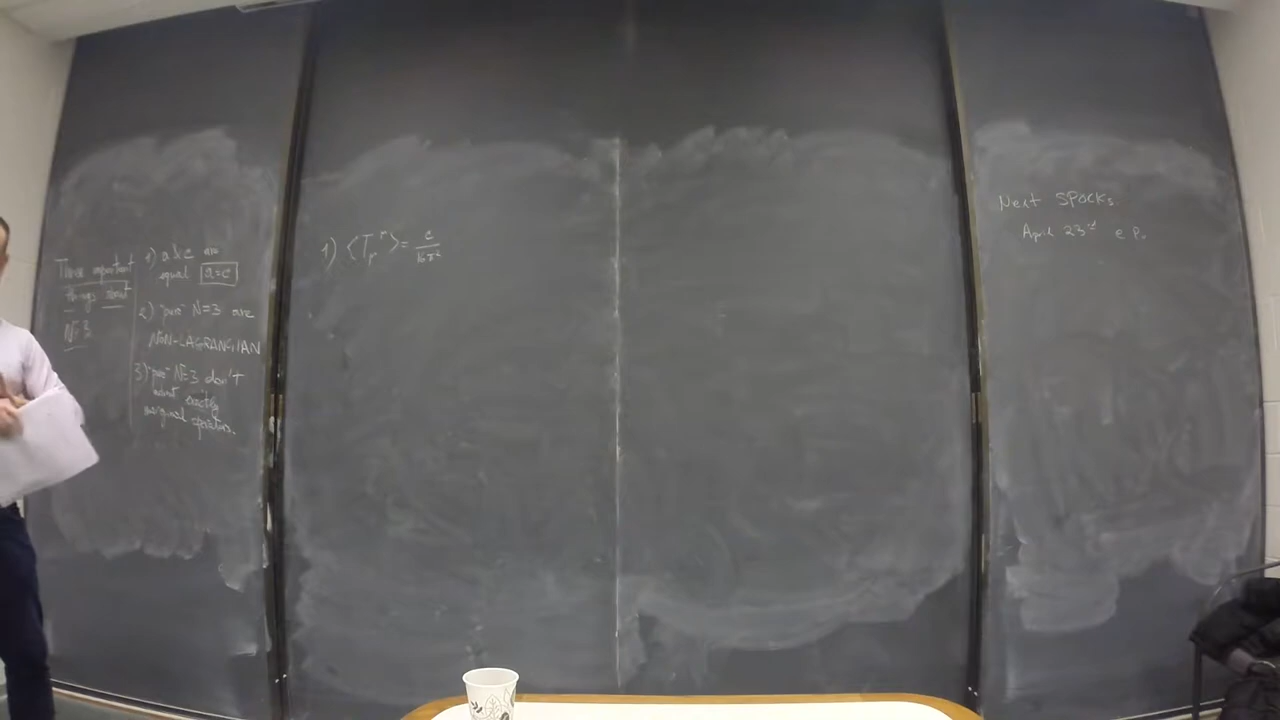 Three important
things about
N=3
1) a&c are
equal a=c
2) "pure" N=3 are
NON-LAGRANGIAN
3) "pure" N=3 don't
admit exactly
marginal operators.
1) ⟨T_μ^μ⟩ = c/16π²
Next SPOCKs
April 23rd @ P.